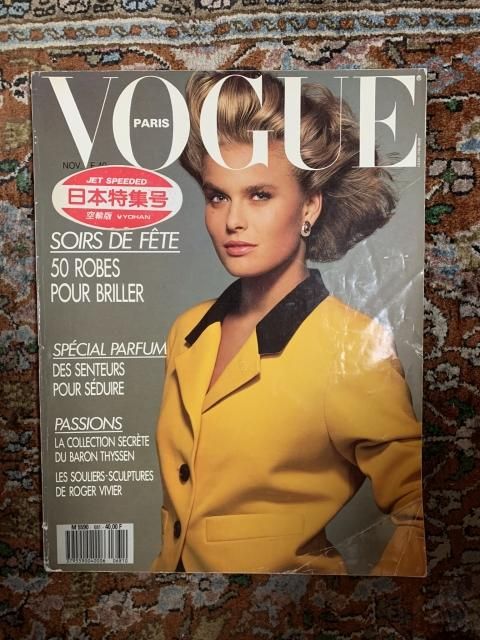 VOGUE
PARIS
NOV. F 40
JET SPEEDED
日本特集号
空輸版 YOHAN
SOIRS DE FÊTE
50 ROBES
POUR BRILLER
SPÉCIAL PARFUM
DES SENTEURS
POUR SÉDUIRE
PASSIONS
LA COLLECTION SECRÈTE
DU BARON THYSSEN
LES SOULIERS-SCULPTURES
DE ROGER VIVIER
40,00 F